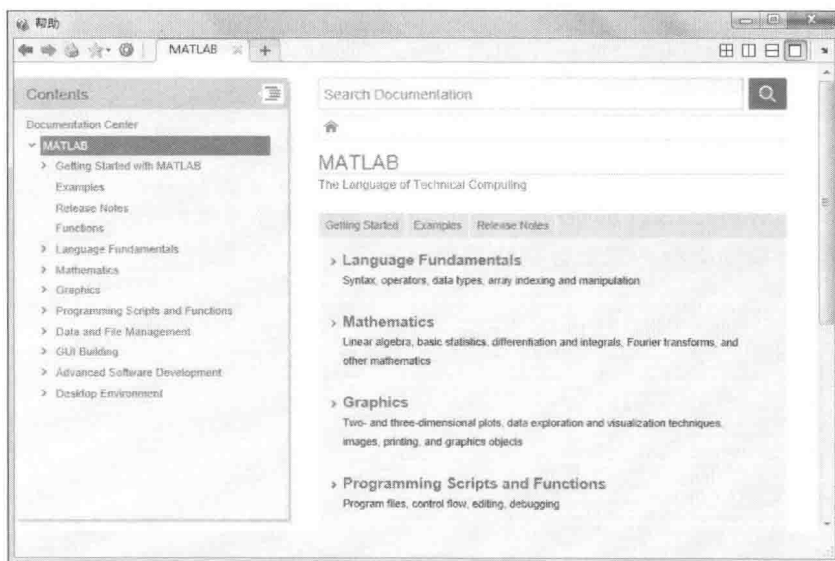 帮助
MATLAB
Contents
Documentation Center
MATLAB
Getting Started with MATLAB
Examples
Release Notes
Functions
Language Fundamentals
Mathematics
Graphics
Programming Scripts and Functions
Data and File Management
GUI Building
Advanced Software Development
Desktop Environment
Search Documentation
MATLAB
The Language of Technical Computing
Getting Started Examples Release Notes
Language Fundamentals
Syntax, operators, data types, array indexing and manipulation
Mathematics
Linear algebra, basic statistics, differentiation and integrals, Fourier transforms, and
other mathematics
Graphics
Two- and three-dimensional plots, data exploration and visualization techniques,
images, printing, and graphics objects
Programming Scripts and Functions
Program files, control flow, editing, debugging